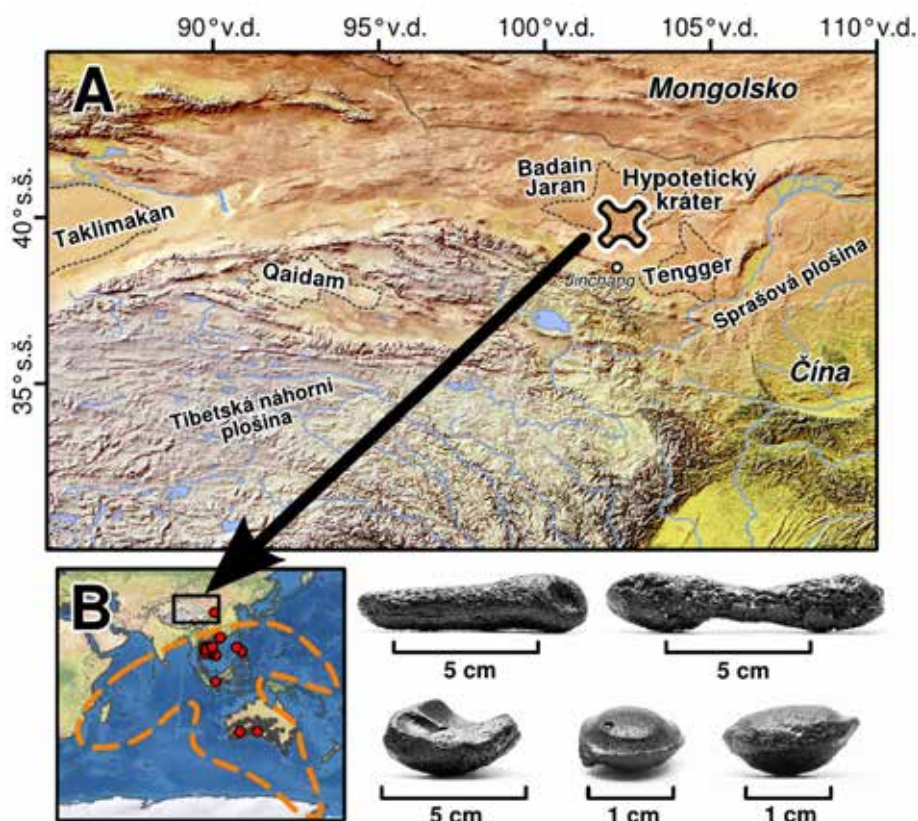 90°v.d.
95°v.d.
100°v.d.
105°v.d.
110°v.d.
A
Mongolsko
Badain
Jaran
Hypotetický
kráter
40°s.š.
Taklimakan
Qaidam
Jinchang
Tengger
Sprašová plošina
35°s.š.
Čína
Tibetská náhorní
plošina
B
5 cm
5 cm
5 cm
1 cm
1 cm